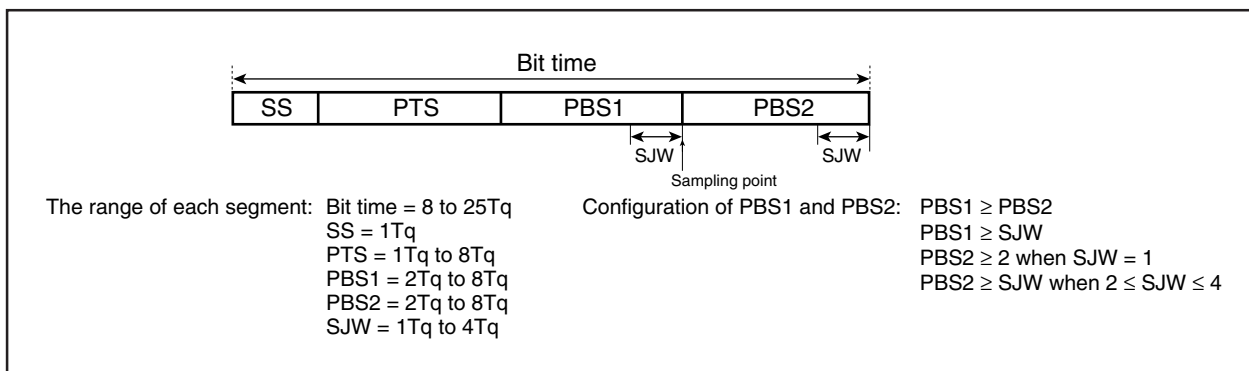 Bit time
SS PTS PBS1 PBS2
SJW SJW
Sampling point
The range of each segment: Bit time = 8 to 25Tq
SS = 1Tq
PTS = 1Tq to 8Tq
PBS1 = 2Tq to 8Tq
PBS2 = 2Tq to 8Tq
SJW = 1Tq to 4Tq
Configuration of PBS1 and PBS2: PBS1 ≥ PBS2
PBS1 ≥ SJW
PBS2 ≥ 2 when SJW = 1
PBS2 ≥ SJW when 2 ≤ SJW ≤ 4